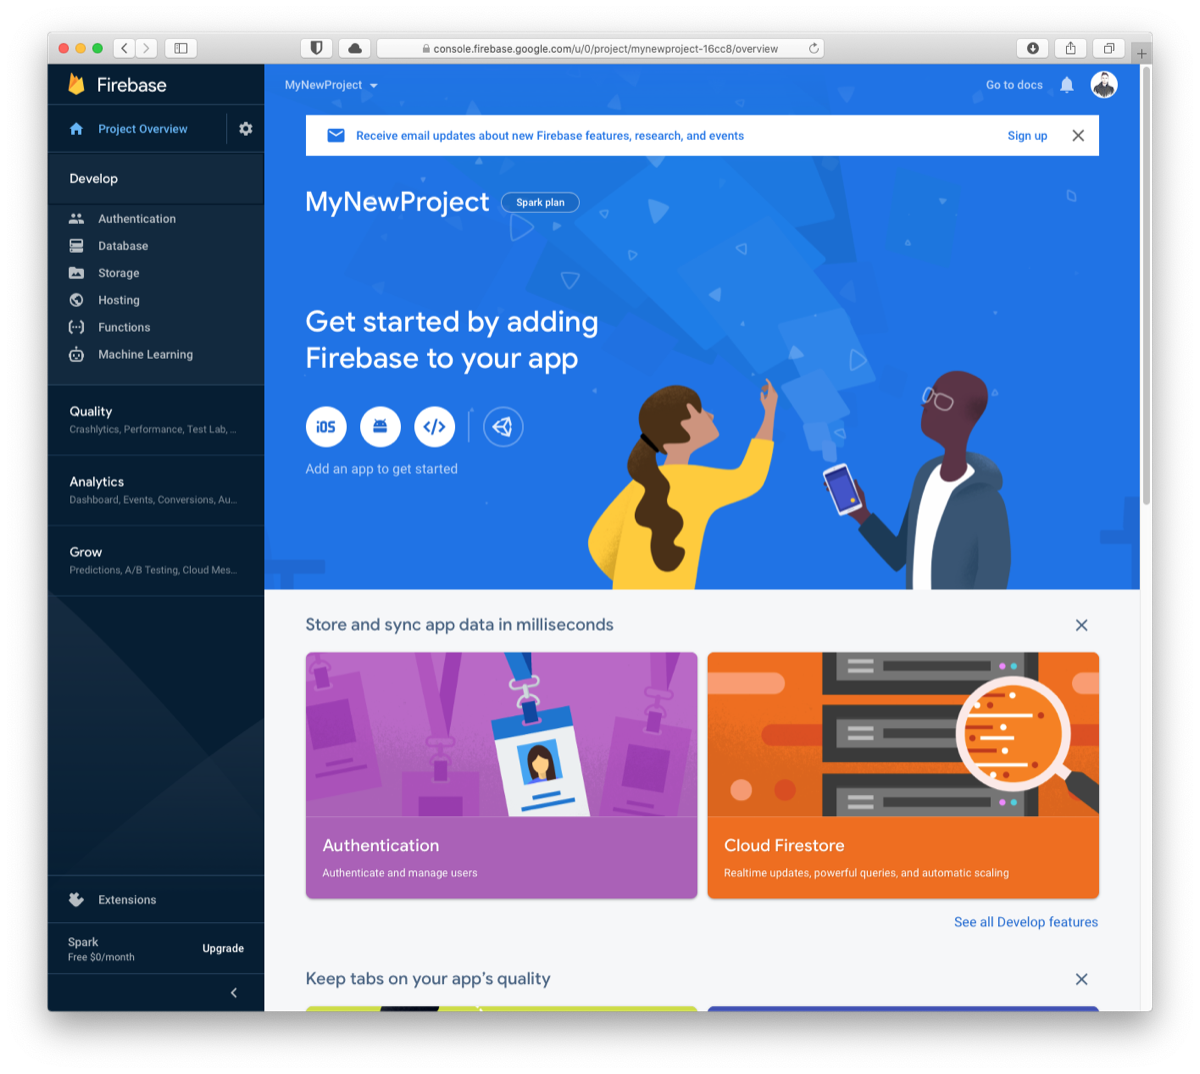 console.firebase.google.com/u/0/project/mynewproject-16cc8/overview
Firebase
Project Overview
Develop
Authentication
Database
Storage
Hosting
Functions
Machine Learning
Quality
Crashlytics, Performance, Test Lab, ...
Analytics
Dashboard, Events, Conversions, Au...
Grow
Predictions, A/B Testing, Cloud Mes...
Extensions
Spark
Free $0/month
Upgrade
MyNewProject
Go to docs
Receive email updates about new Firebase features, research, and events
Sign up
MyNewProject
Spark plan
Get started by adding
Firebase to your app
iOS
Add an app to get started
Store and sync app data in milliseconds
Authentication
Authenticate and manage users
Cloud Firestore
Realtime updates, powerful queries, and automatic scaling
See all Develop features
Keep tabs on your app's quality